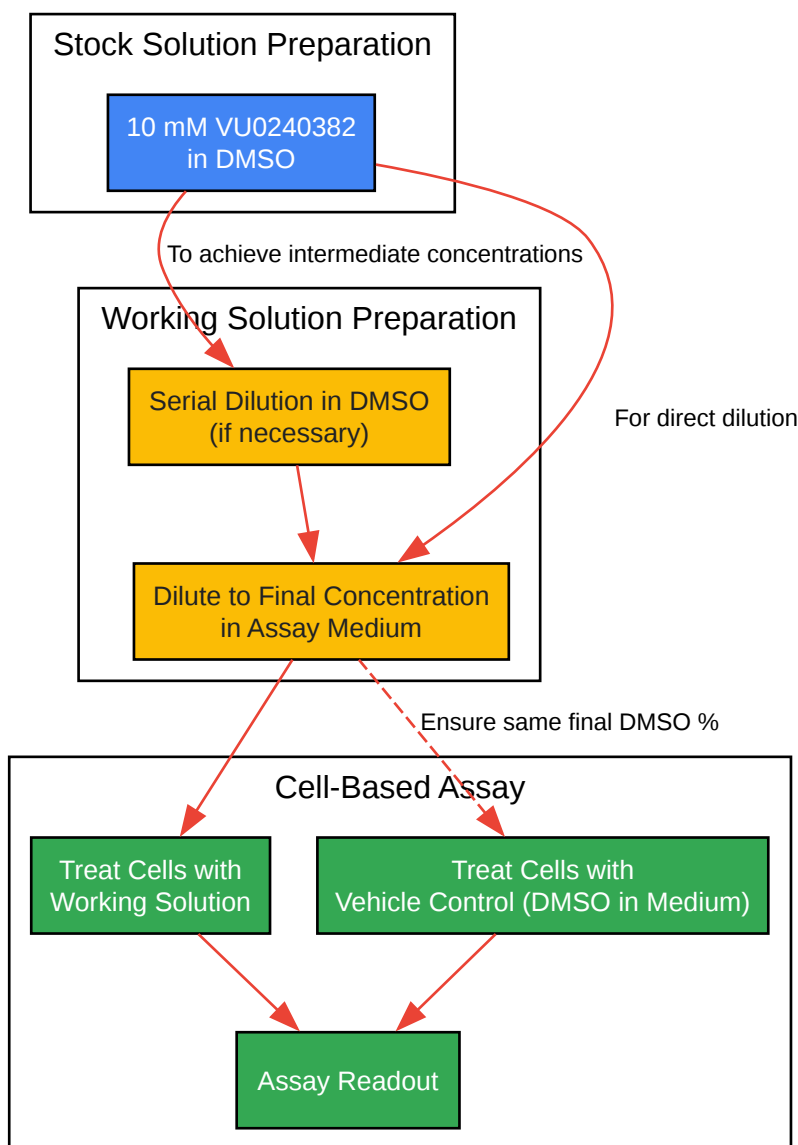 Stock Solution Preparation
10 mM VU0240382
in DMSO
To achieve intermediate concentrations
Working Solution Preparation
Serial Dilution in DMSO
(if necessary)
For direct dilution
Dilute to Final Concentration
in Assay Medium
Ensure same final DMSO %
Cell-Based Assay
Treat Cells with
Working Solution
Treat Cells with
Vehicle Control (DMSO in Medium)
Assay Readout